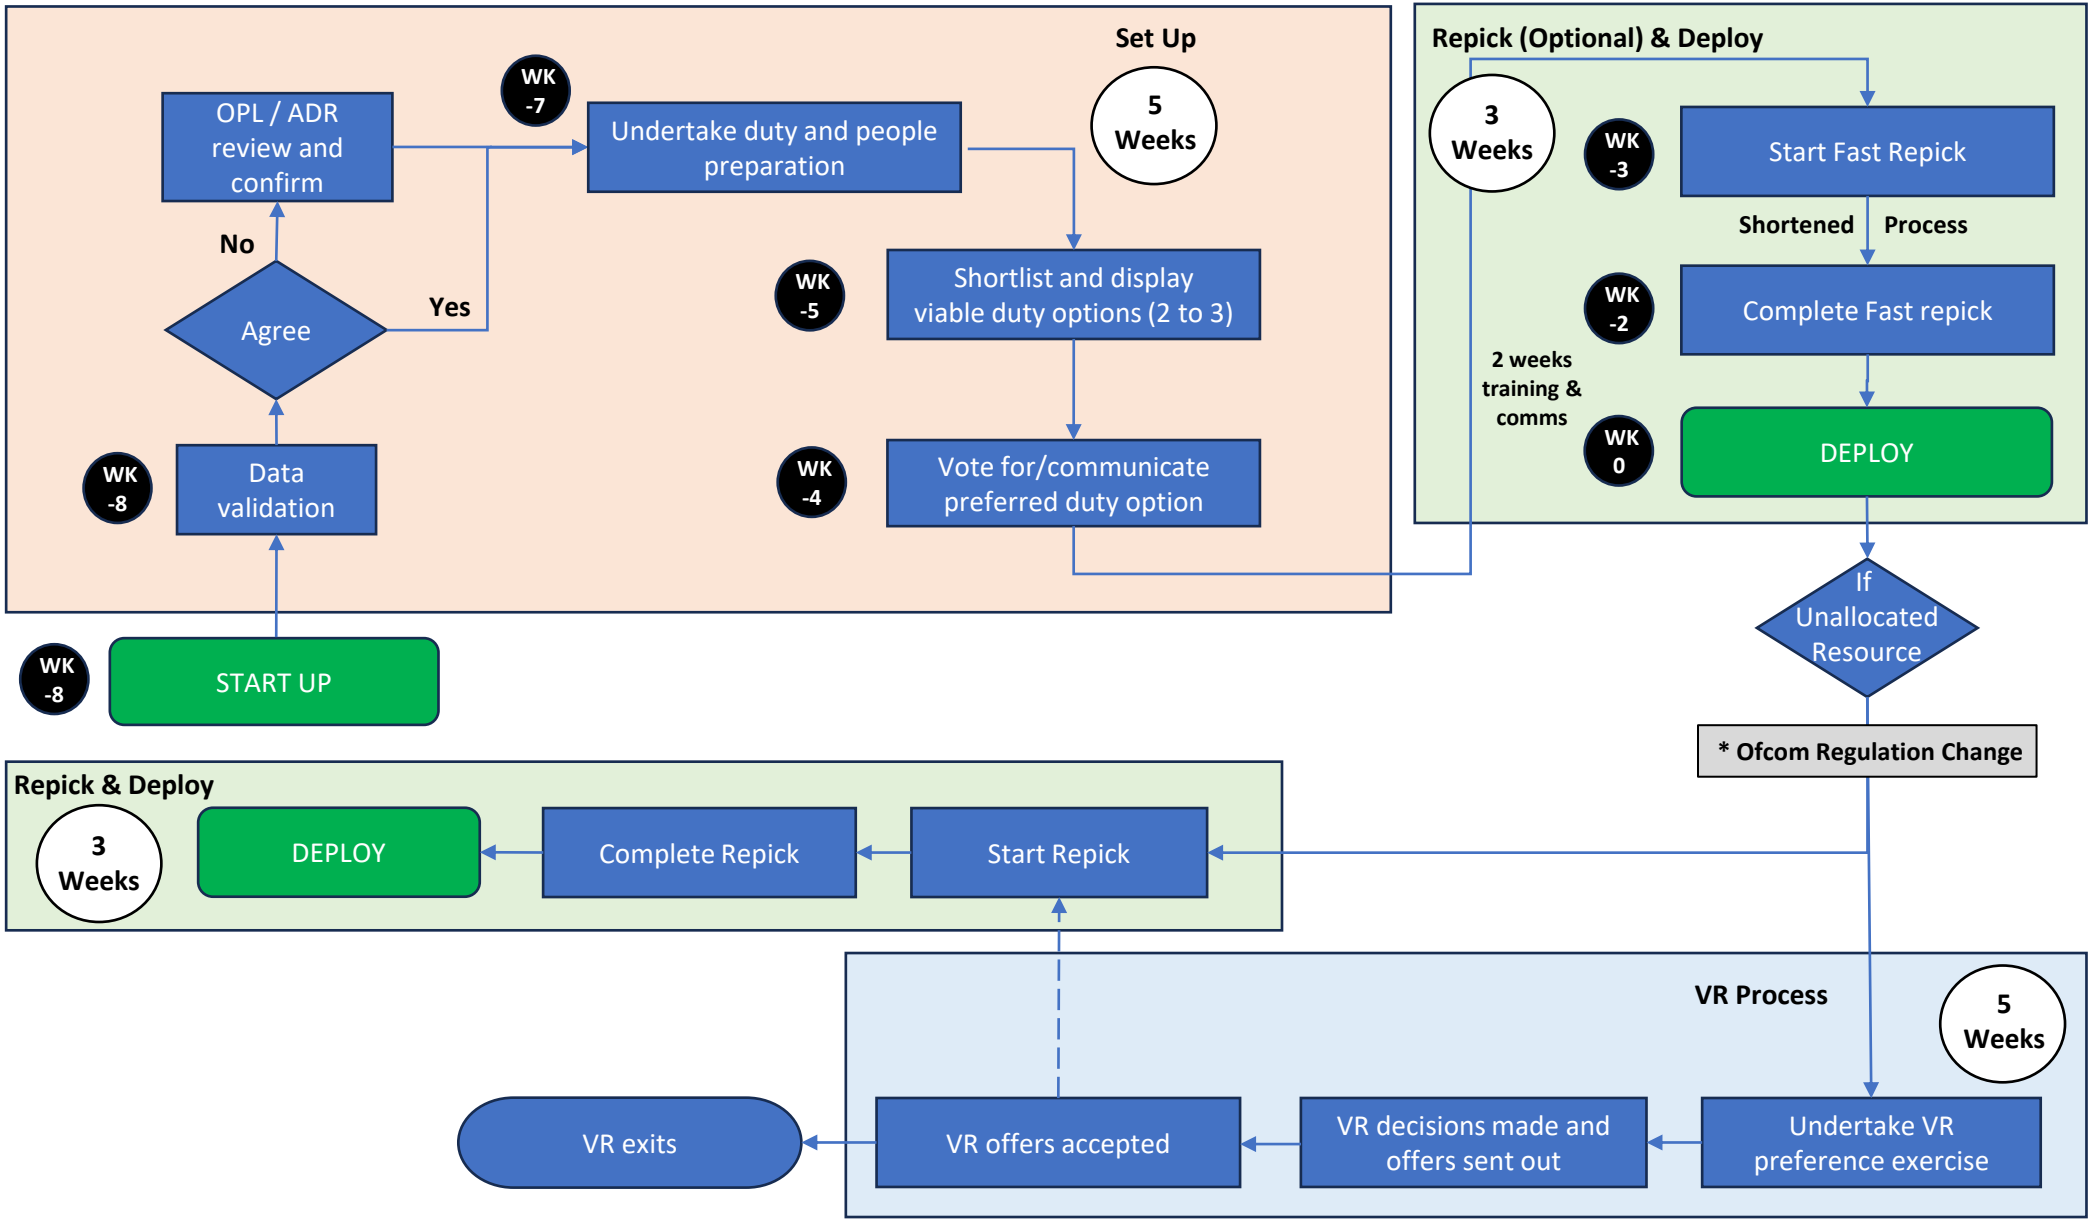 Set Up
5
Weeks
WK
-7
OPL / ADR
review and
confirm
Undertake duty and people
preparation
No
Yes
Agree
WK
-5
Shortlist and display
viable duty options (2 to 3)
WK
-8
Data
validation
WK
-4
Vote for/communicate
preferred duty option
WK
-8
START UP
Repick (Optional) & Deploy
3
Weeks
WK
-3
Start Fast Repick
Shortened Process
WK
-2
Complete Fast repick
2 weeks
training &
comms
WK
0
DEPLOY
If
Unallocated
Resource
* Ofcom Regulation Change
Repick & Deploy
3
Weeks
DEPLOY
Complete Repick
Start Repick
VR Process
5
Weeks
VR exits
VR offers accepted
VR decisions made and
offers sent out
Undertake VR
preference exercise